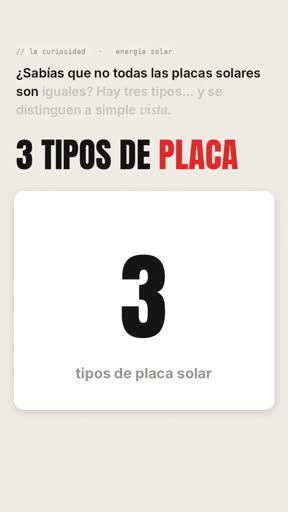 // la curiosidad · energía solar
¿Sabías que no todas las placas solares
son iguales? Hay tres tipos... y se
distinguen a simple vista.
3 TIPOS DE PLACA
3
tipos de placa solar